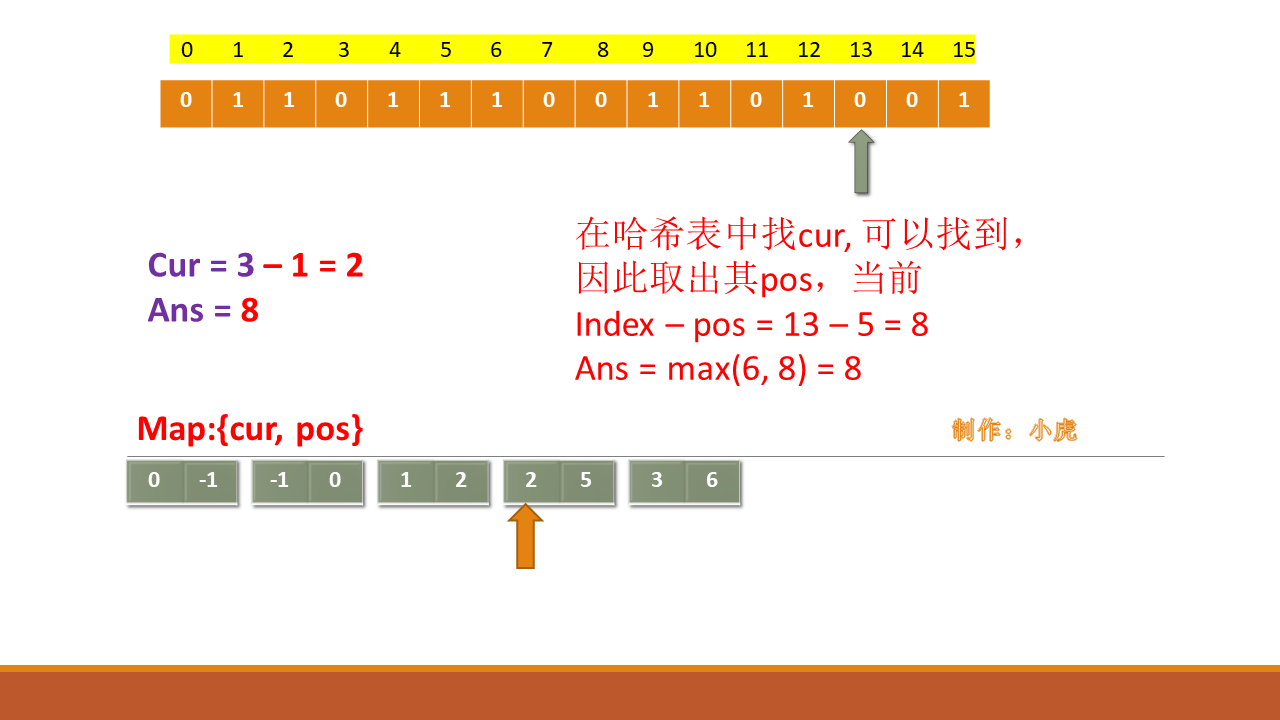 0 1 2 3 4 5 6 7 8 9 10 11 12 13 14 15
0 1 1 0 1 1 1 0 0 1 1 0 1 0 0 1
在哈希表中找cur, 可以找到，
因此取出其pos，当前
Index – pos = 13 – 5 = 8
Ans = max(6, 8) = 8
Cur = 3 – 1 = 2
Ans = 8
Map:{cur, pos}
制作：小虎
0 -1 -1 0 1 2 2 5 3 6